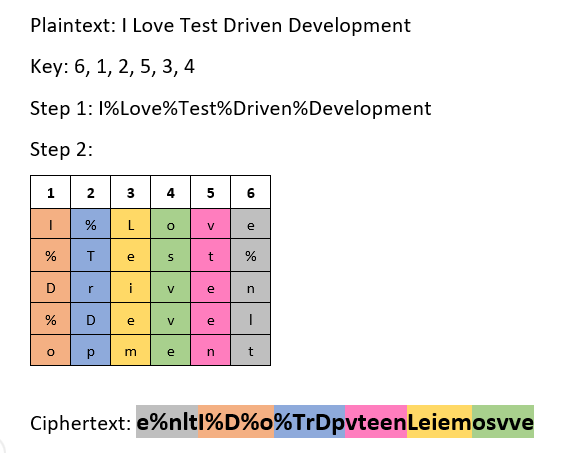 Plaintext: I Love Test Driven Development
Key: 6, 1, 2, 5, 3, 4
Step 1: I%Love%Test%Driven%Development
Step 2:
1 2 3 4 5 6
I % L o v e
% T e s t %
D r i v e n
% D e v e l
o p m e n t
Ciphertext: e%nltI%D%o%TrDpvteenLeiemosvve